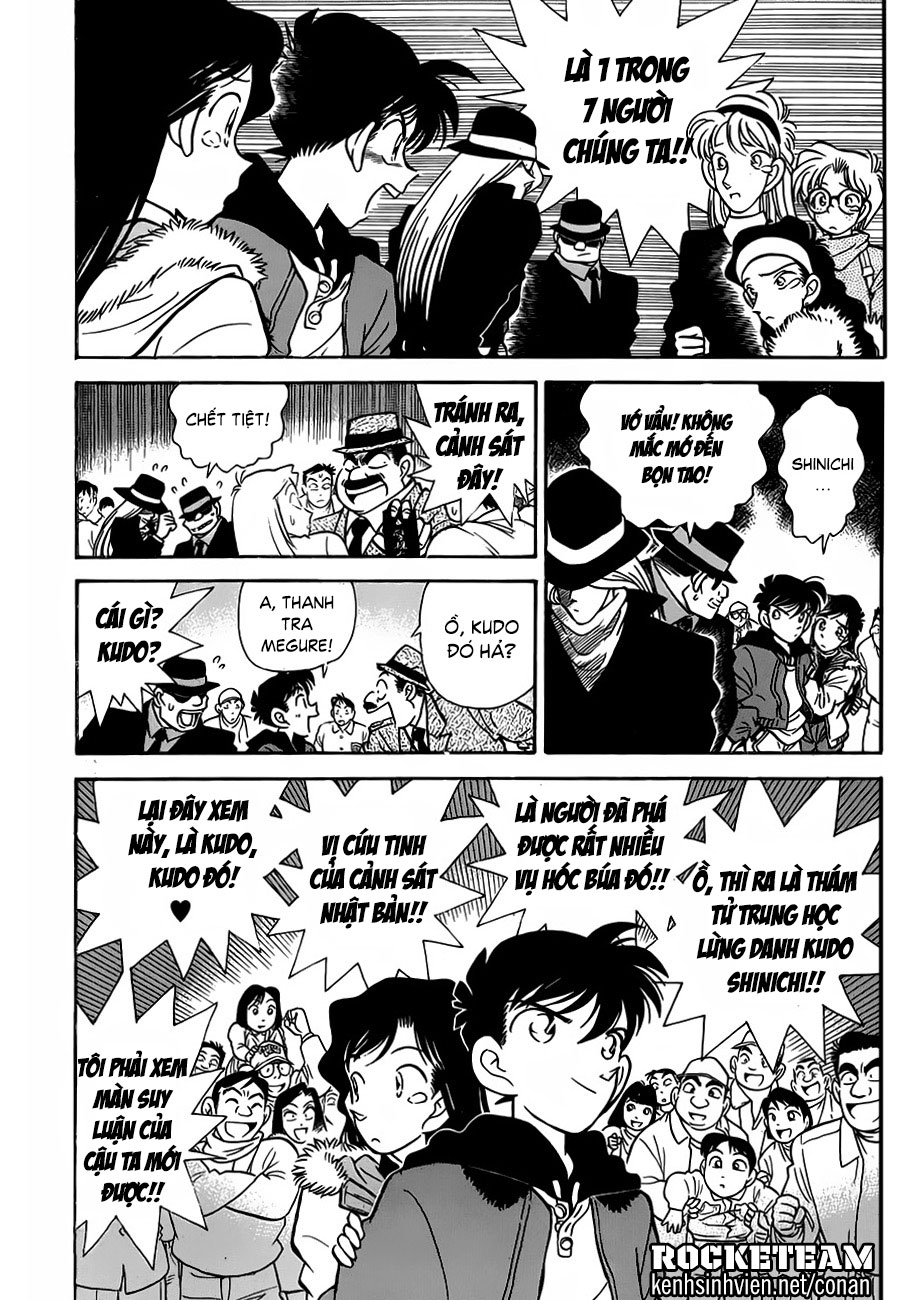 LÀ 1 TRONG
7 NGƯỜI
CHÚNG TA!!
SHINICHI
...
VỚ VẨN! KHÔNG
MẮC MỚ ĐẾN
BỌN TAO!
TRÁNH RA,
CẢNH SÁT
ĐÂY!
CHẾT TIỆT!
Ồ, KUDO
ĐÓ HẢ?
A, THANH
TRA
MEGURE!
CÁI GÌ?
KUDO?
Ồ, THÌ RA LÀ THÁM
TỬ TRUNG HỌC
LỪNG DANH KUDO
SHINICHI!!
LÀ NGƯỜI ĐÃ PHÁ
ĐƯỢC RẤT NHIỀU
VỤ HÓC BÚA ĐÓ!!
VỊ CỨU TINH
CỦA CẢNH SÁT
NHẬT BẢN!!
LẠI ĐÂY XEM
NÀY, LÀ KUDO,
KUDO ĐÓ!
♥
TÔI PHẢI XEM
MÀN SUY
LUẬN CỦA
CẬU TA MỚI
ĐƯỢC!!
ROCKETEAM
kenhsinhvien.net/conan